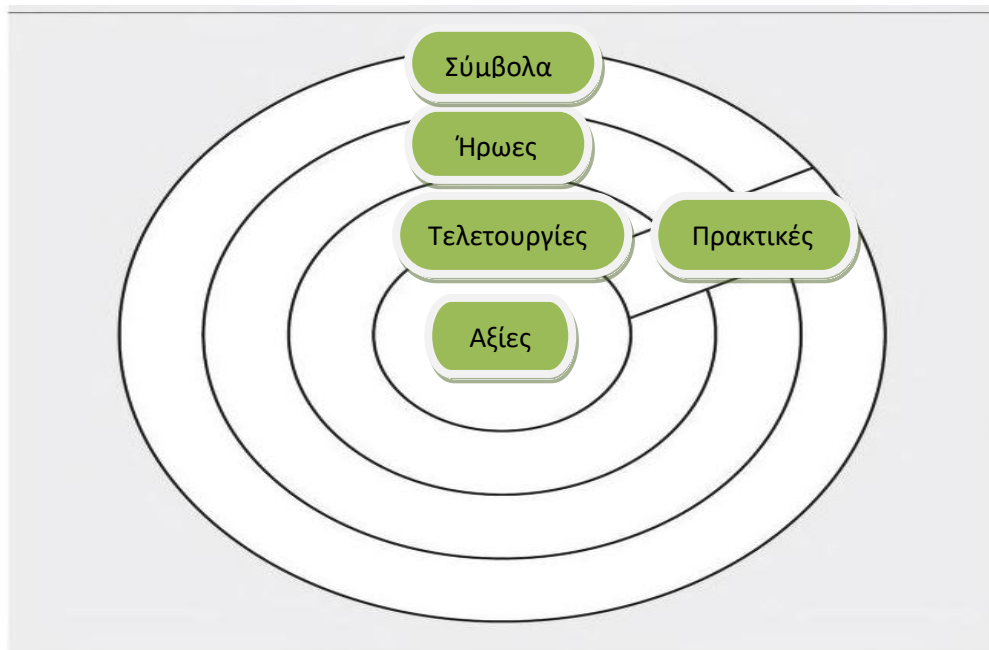 Σύμβολα
Ήρωες
Τελετουργίες
Πρακτικές
Αξίες